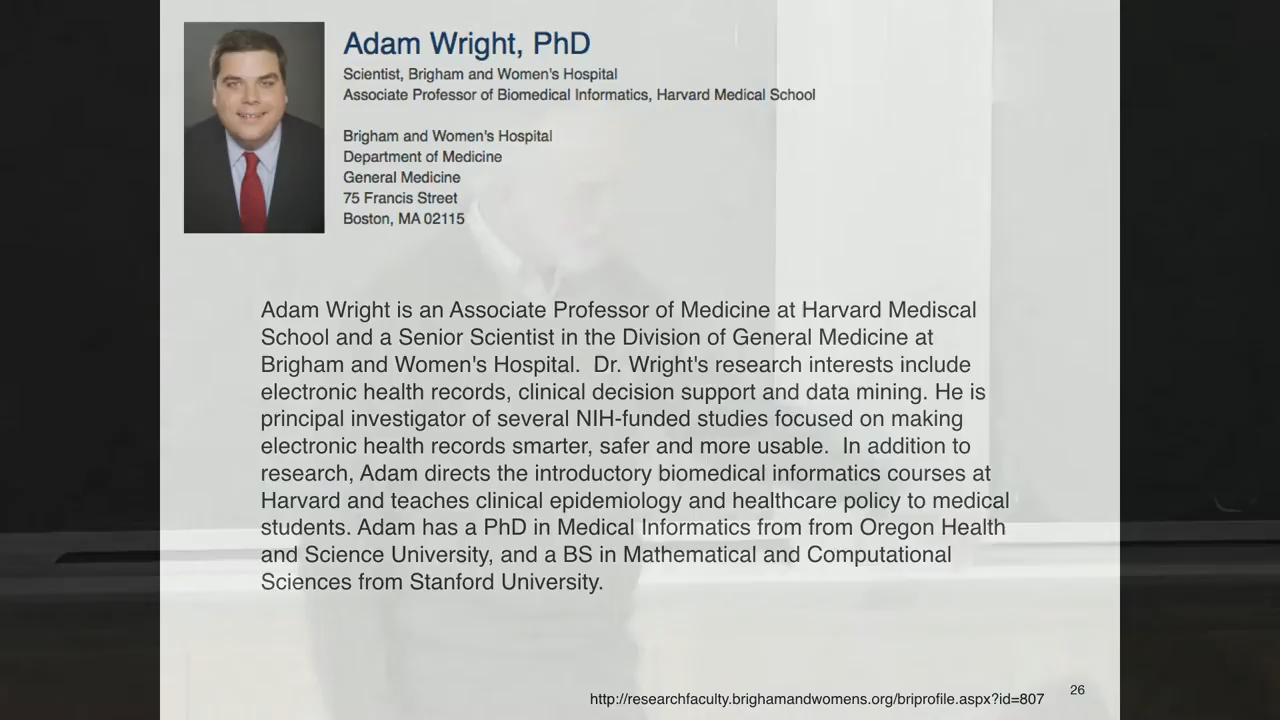 Adam Wright, PhD
Scientist, Brigham and Women's Hospital
Associate Professor of Biomedical Informatics, Harvard Medical School
Brigham and Women's Hospital
Department of Medicine
General Medicine
75 Francis Street
Boston, MA 02115
Adam Wright is an Associate Professor of Medicine at Harvard Mediscal
School and a Senior Scientist in the Division of General Medicine at
Brigham and Women's Hospital.  Dr. Wright's research interests include
electronic health records, clinical decision support and data mining. He is
principal investigator of several NIH-funded studies focused on making
electronic health records smarter, safer and more usable.  In addition to
research, Adam directs the introductory biomedical informatics courses at
Harvard and teaches clinical epidemiology and healthcare policy to medical
students. Adam has a PhD in Medical Informatics from from Oregon Health
and Science University, and a BS in Mathematical and Computational
Sciences from Stanford University.
http://researchfaculty.brighamandwomens.org/briprofile.aspx?id=807
26